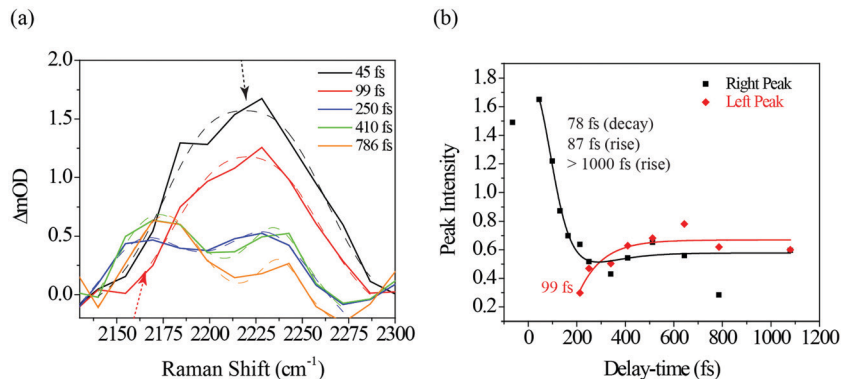 (a)
(b)
2.0
1.5
1.0
0.5
0.0
ΔmOD
2150 2175 2200 2225 2250 2275 2300
Raman Shift (cm⁻¹)
45 fs
99 fs
250 fs
410 fs
786 fs
1.8
1.6
1.4
1.2
1.0
0.8
0.6
0.4
0.2
Peak Intensity
0 200 400 600 800 1000 1200
Delay-time (fs)
Right Peak
Left Peak
78 fs (decay)
87 fs (rise)
> 1000 fs (rise)
99 fs